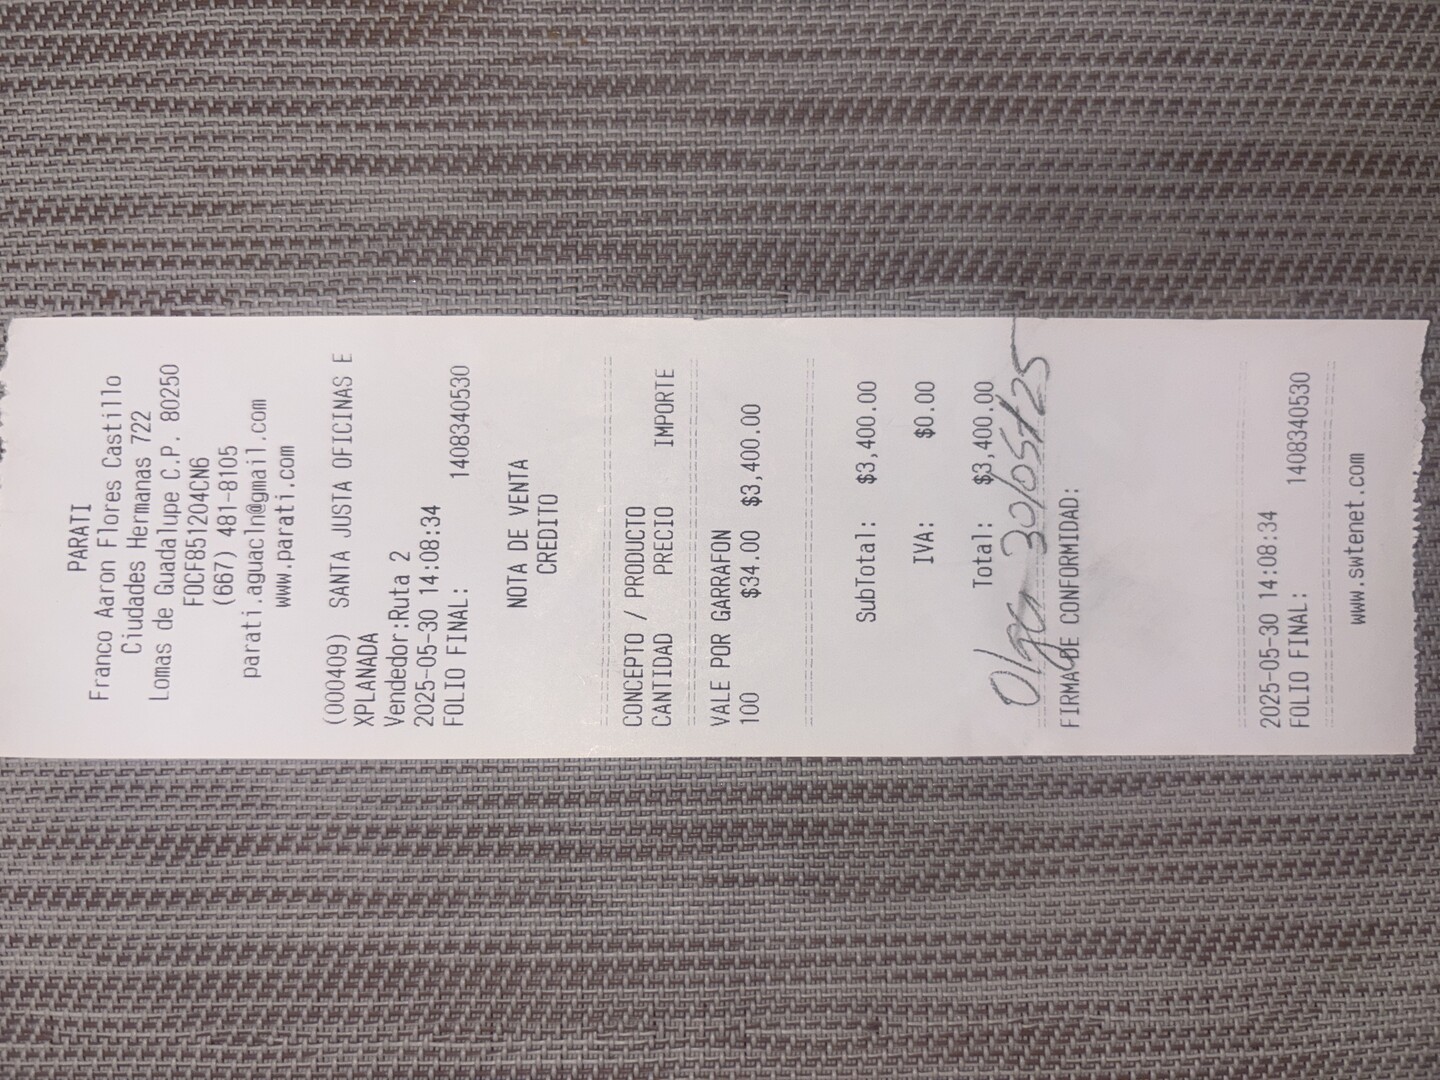 PARATI
Franco Aaron Flores Castillo
Ciudades Hermanas 722
Lomas de Guadalupe C.P. 80250
FOCF851204CN6
(667) 481-8105
parati.aguacln@gmail.com
www.parati.com
(000409) SANTA JUSTA OFICINAS E
XPLANADA
Vendedor:Ruta 2
2025-05-30 14:08:34
FOLIO FINAL: 1408340530
NOTA DE VENTA
CREDITO
CONCEPTO / PRODUCTO
CANTIDAD PRECIO IMPORTE
VALE POR GARRAFON
100 $34.00 $3,400.00
SubTotal: $3,400.00
IVA: $0.00
Total: $3,400.00
Olga 30/05/25
FIRMA DE CONFORMIDAD:
2025-05-30 14:08:34
FOLIO FINAL: 1408340530
www.swtenet.com